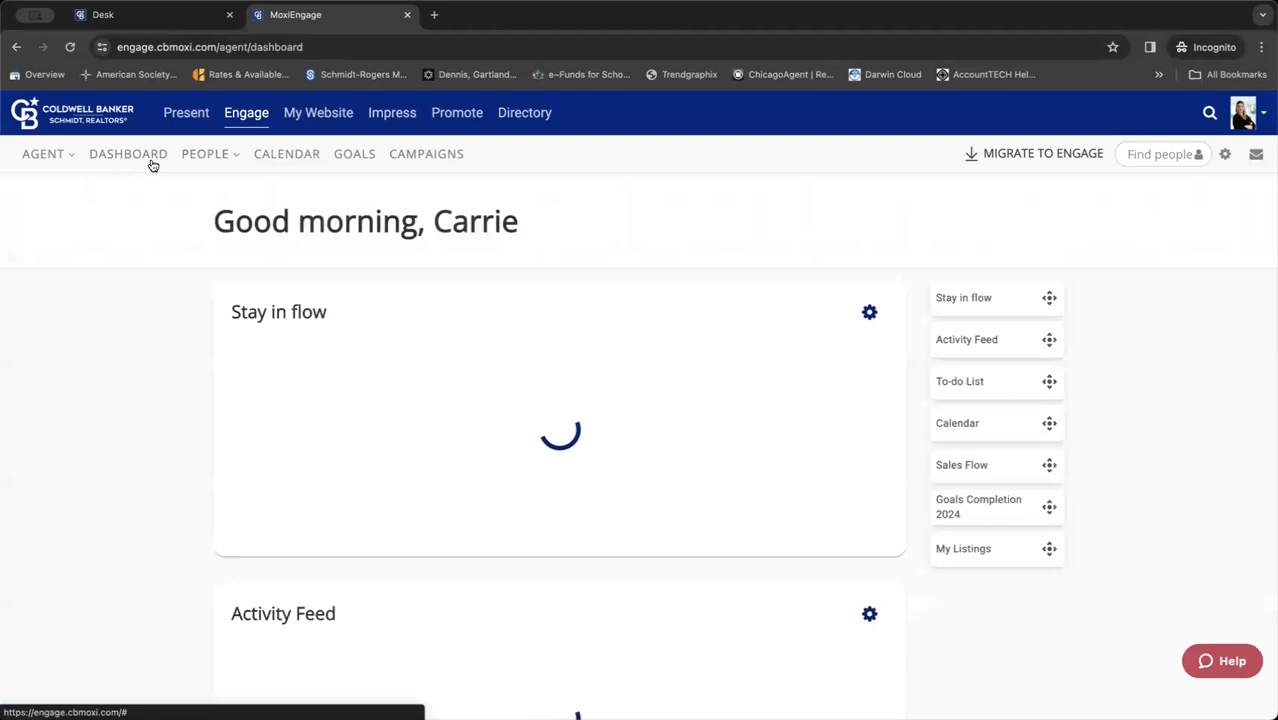 Desk
MoxiEngage
engage.cbmoxi.com/agent/dashboard
Incognito
Overview
American Society...
Rates & Available...
Schmidt-Rogers M...
Dennis, Gartland...
e~Funds for Scho...
Trendgraphix
ChicagoAgent | Re...
Darwin Cloud
AccountTECH Hel...
»
All Bookmarks
COLDWELL BANKER
SCHMIDT, REALTORS®
Present
Engage
My Website
Impress
Promote
Directory
AGENT
DASHBOARD
PEOPLE
CALENDAR
GOALS
CAMPAIGNS
MIGRATE TO ENGAGE
Find people
Good morning, Carrie
Stay in flow
Stay in flow
Activity Feed
To-do List
Calendar
Sales Flow
Goals Completion
2024
My Listings
Activity Feed
Help
https://engage.cbmoxi.com/#